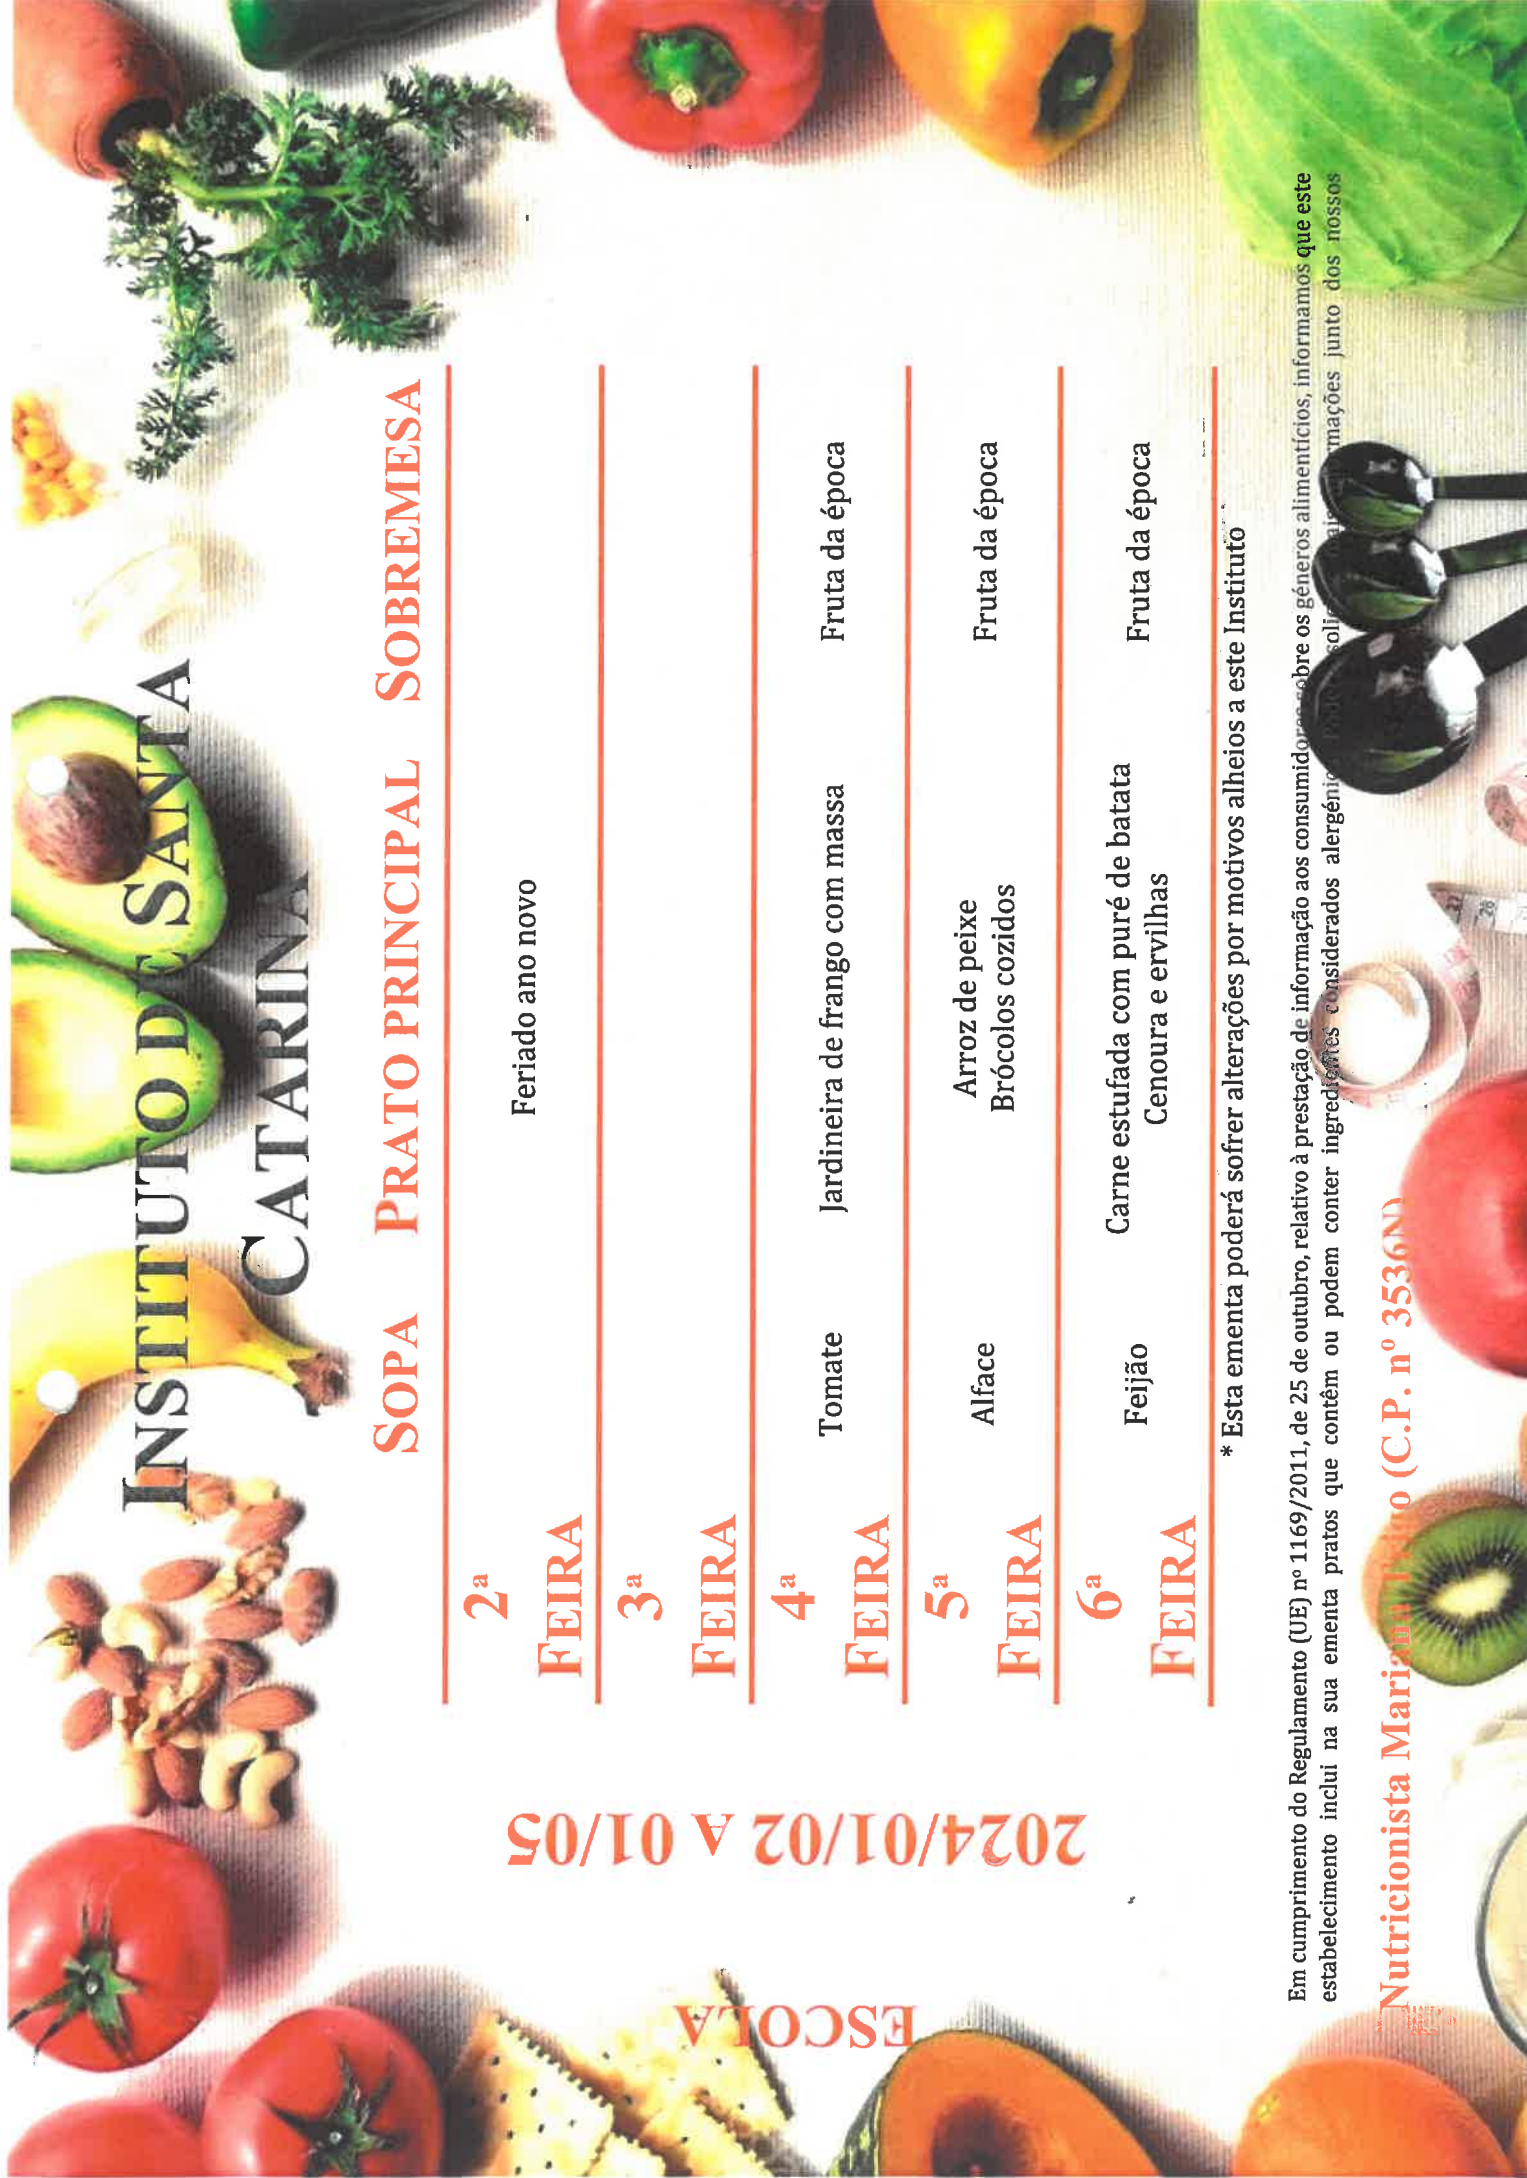 INSTITUTO DE SANTA
CATARINA
SOPA PRATO PRINCIPAL SOBREMESA
2ª
FEIRA
Feriado ano novo
3ª
FEIRA
4ª
FEIRA
Tomate Jardineira de frango com massa Fruta da época
5ª
FEIRA
Alface
Arroz de peixe
Brócolos cozidos
Fruta da época
6ª
FEIRA
Feijão
Carne estufada com puré de batata
Cenoura e ervilhas
Fruta da época
ESCOLA
2024/01/02 A 01/05
* Esta ementa poderá sofrer alterações por motivos alheios a este Instituto
Em cumprimento do Regulamento (UE) nº 1169/2011, de 25 de outubro, relativo à prestação de informação aos consumidores sobre os géneros alimentícios, informamos que este
estabelecimento inclui na sua ementa pratos que contêm ou podem conter ingredientes considerados junto dos nossos
Nutricionista (C.P. nº 3536N)